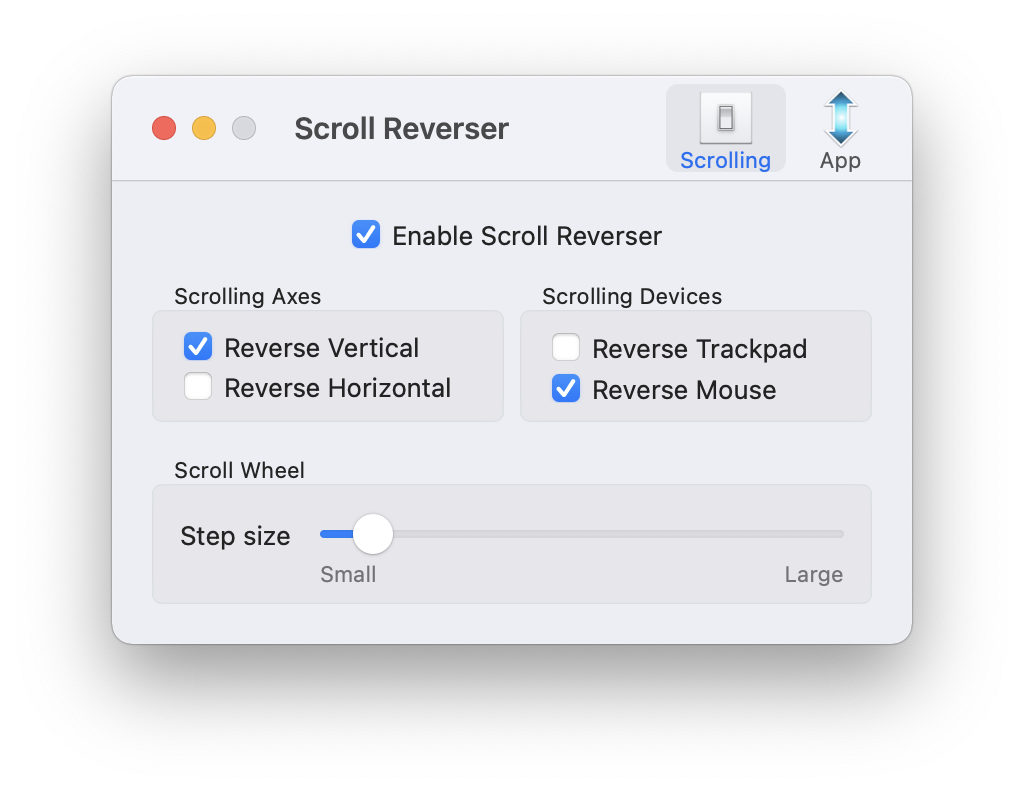 Scroll Reverser
Scrolling
App
Enable Scroll Reverser
Scrolling Axes
Reverse Vertical
Reverse Horizontal
Scrolling Devices
Reverse Trackpad
Reverse Mouse
Scroll Wheel
Step size
Small
Large